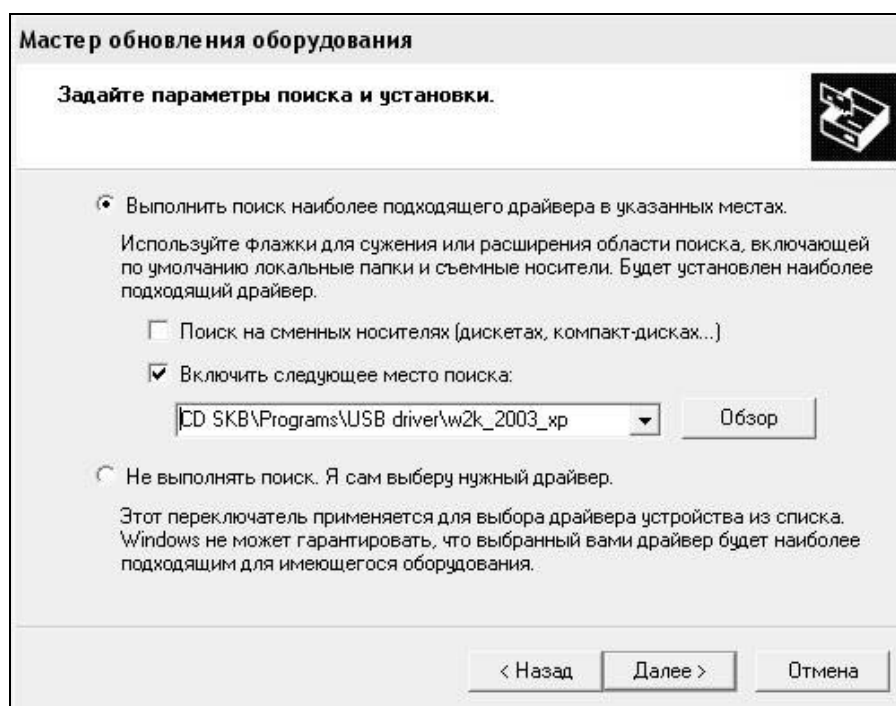 Мастер обновления оборудования
Задайте параметры поиска и установки.
Выполнить поиск наиболее подходящего драйвера в указанных местах.
Используйте флажки для сужения или расширения области поиска, включающей
по умолчанию локальные папки и съемные носители. Будет установлен наиболее
подходящий драйвер.
Поиск на сменных носителях (дискетах, компакт-дисках...)
Включить следующее место поиска:
CD SKB\Programs\USB driver\w2k_2003_xp
Обзор
Не выполнять поиск. Я сам выберу нужный драйвер.
Этот переключатель применяется для выбора драйвера устройства из списка.
Windows не может гарантировать, что выбранный вами драйвер будет наиболее
подходящим для имеющегося оборудования.
< Назад
Далее >
Отмена